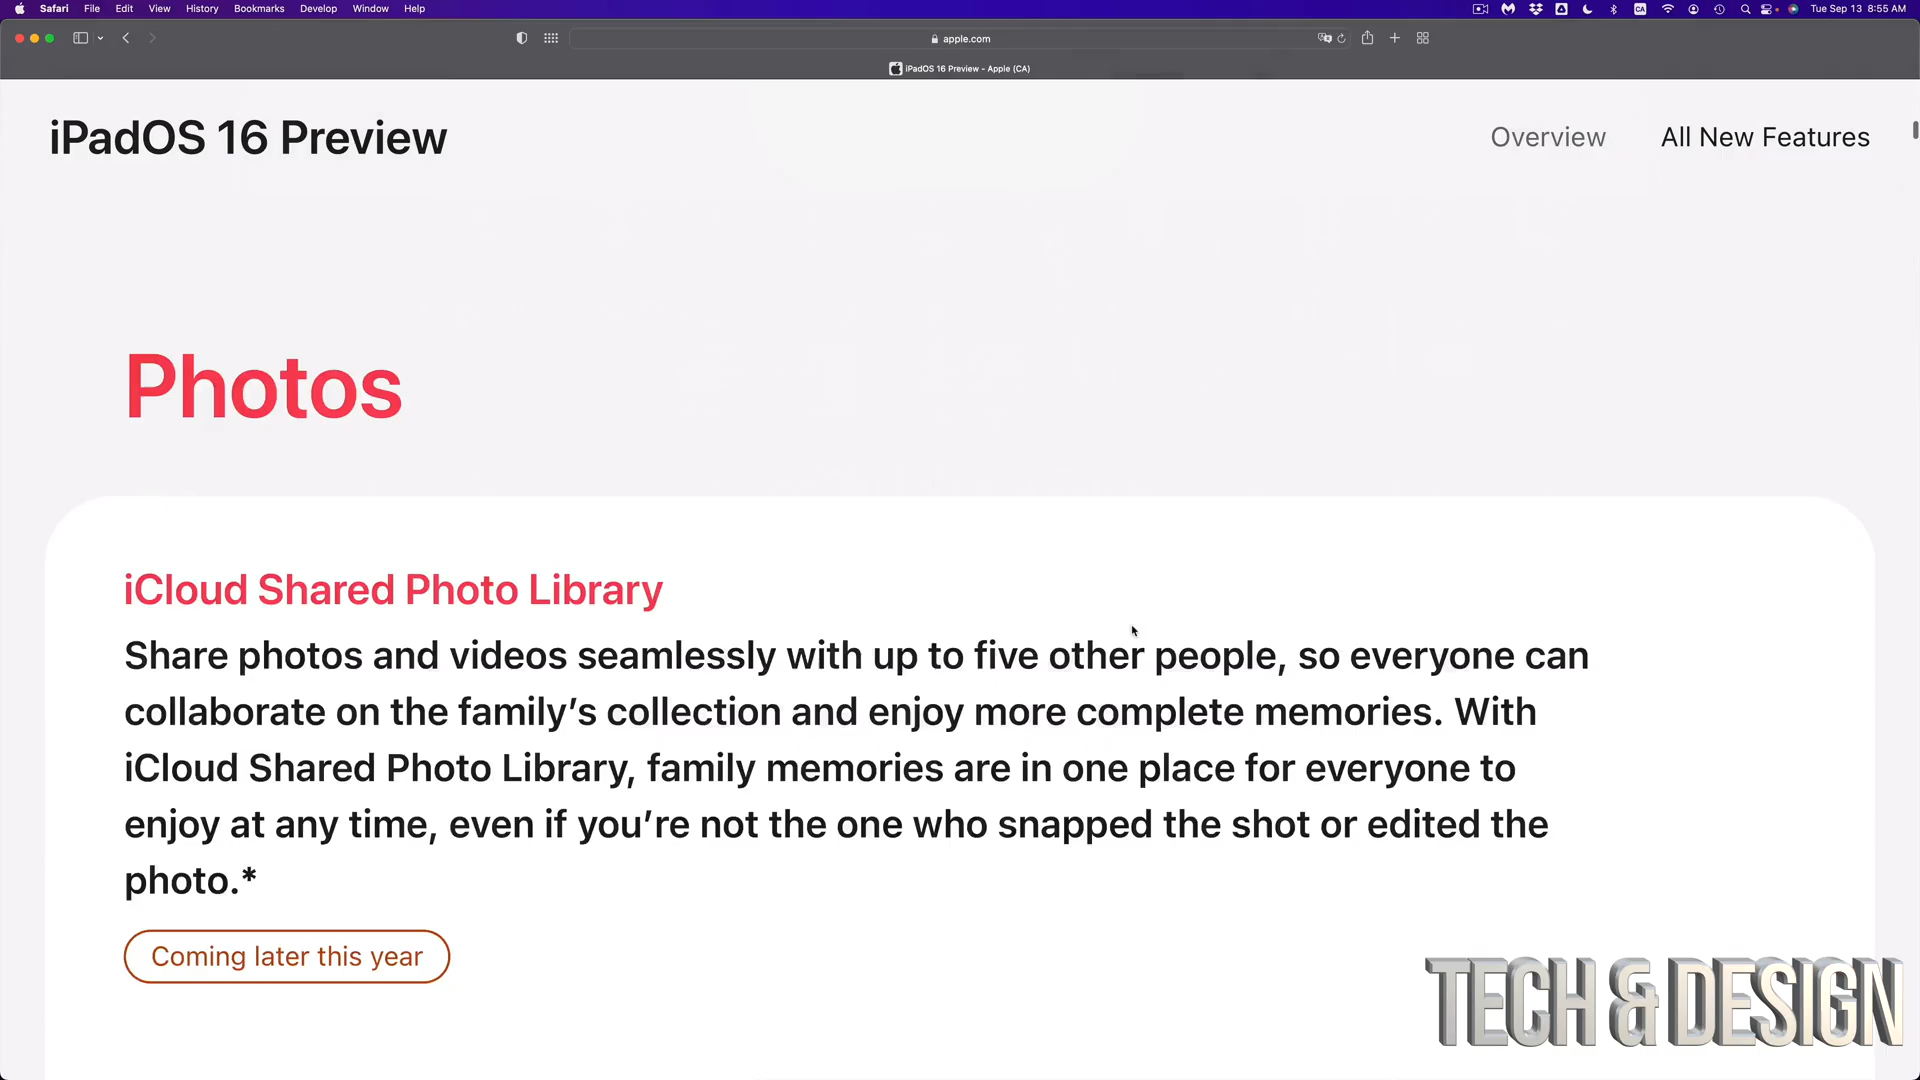 Safari File Edit View History Bookmarks Develop Window Help
CA
Tue Sep 13 8:55 AM
apple.com
iPadOS 16 Preview - Apple (CA)
iPadOS 16 Preview
Overview
All New Features
Photos
iCloud Shared Photo Library
Share photos and videos seamlessly with up to five other people, so everyone can
collaborate on the family’s collection and enjoy more complete memories. With
iCloud Shared Photo Library, family memories are in one place for everyone to
enjoy at any time, even if you’re not the one who snapped the shot or edited the
photo.*
Coming later this year
TECH & DESIGN